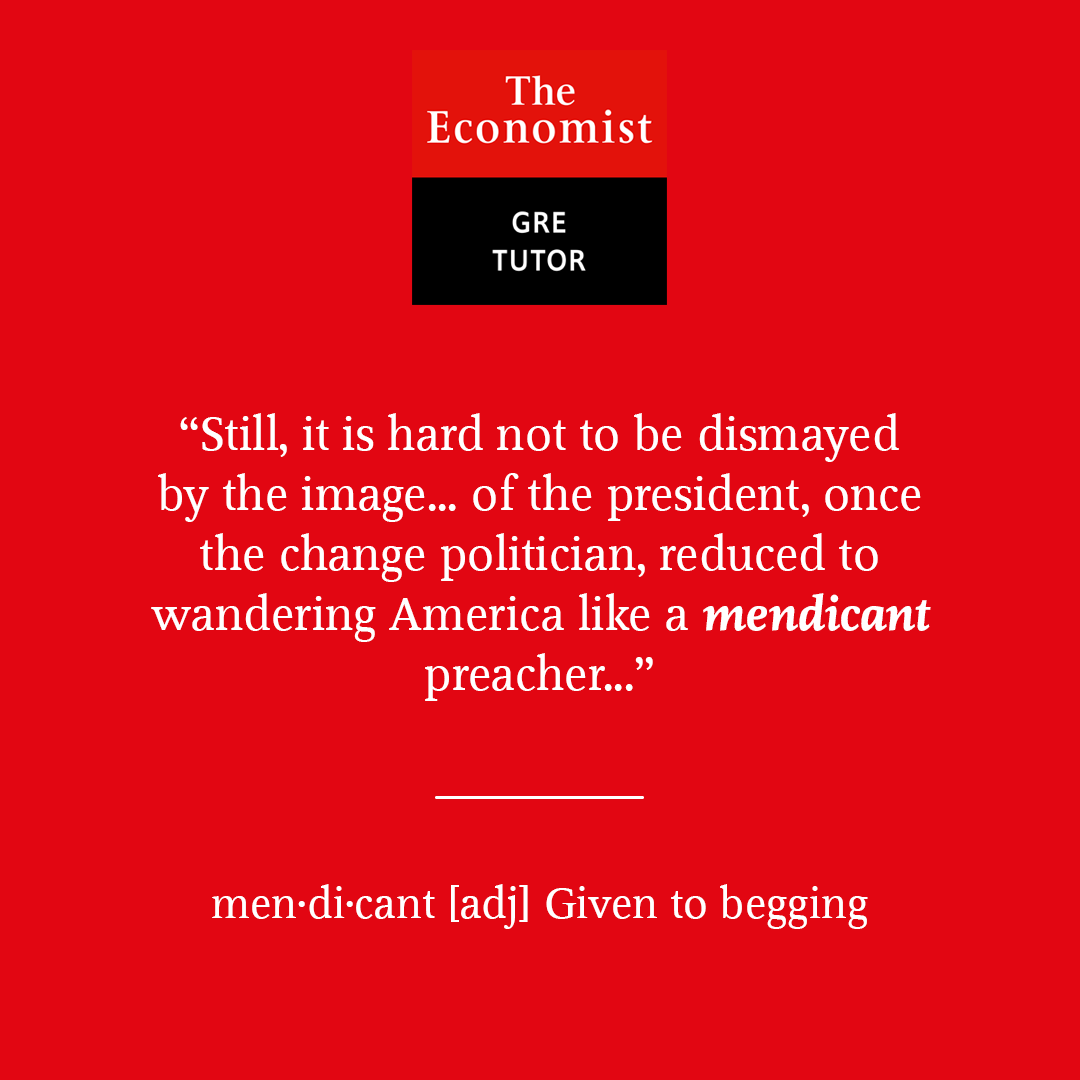 The
Economist
GRE
TUTOR
“Still, it is hard not to be dismayed
by the image... of the president, once
the change politician, reduced to
wandering America like a mendicant
preacher...”
men·di·cant [adj] Given to begging